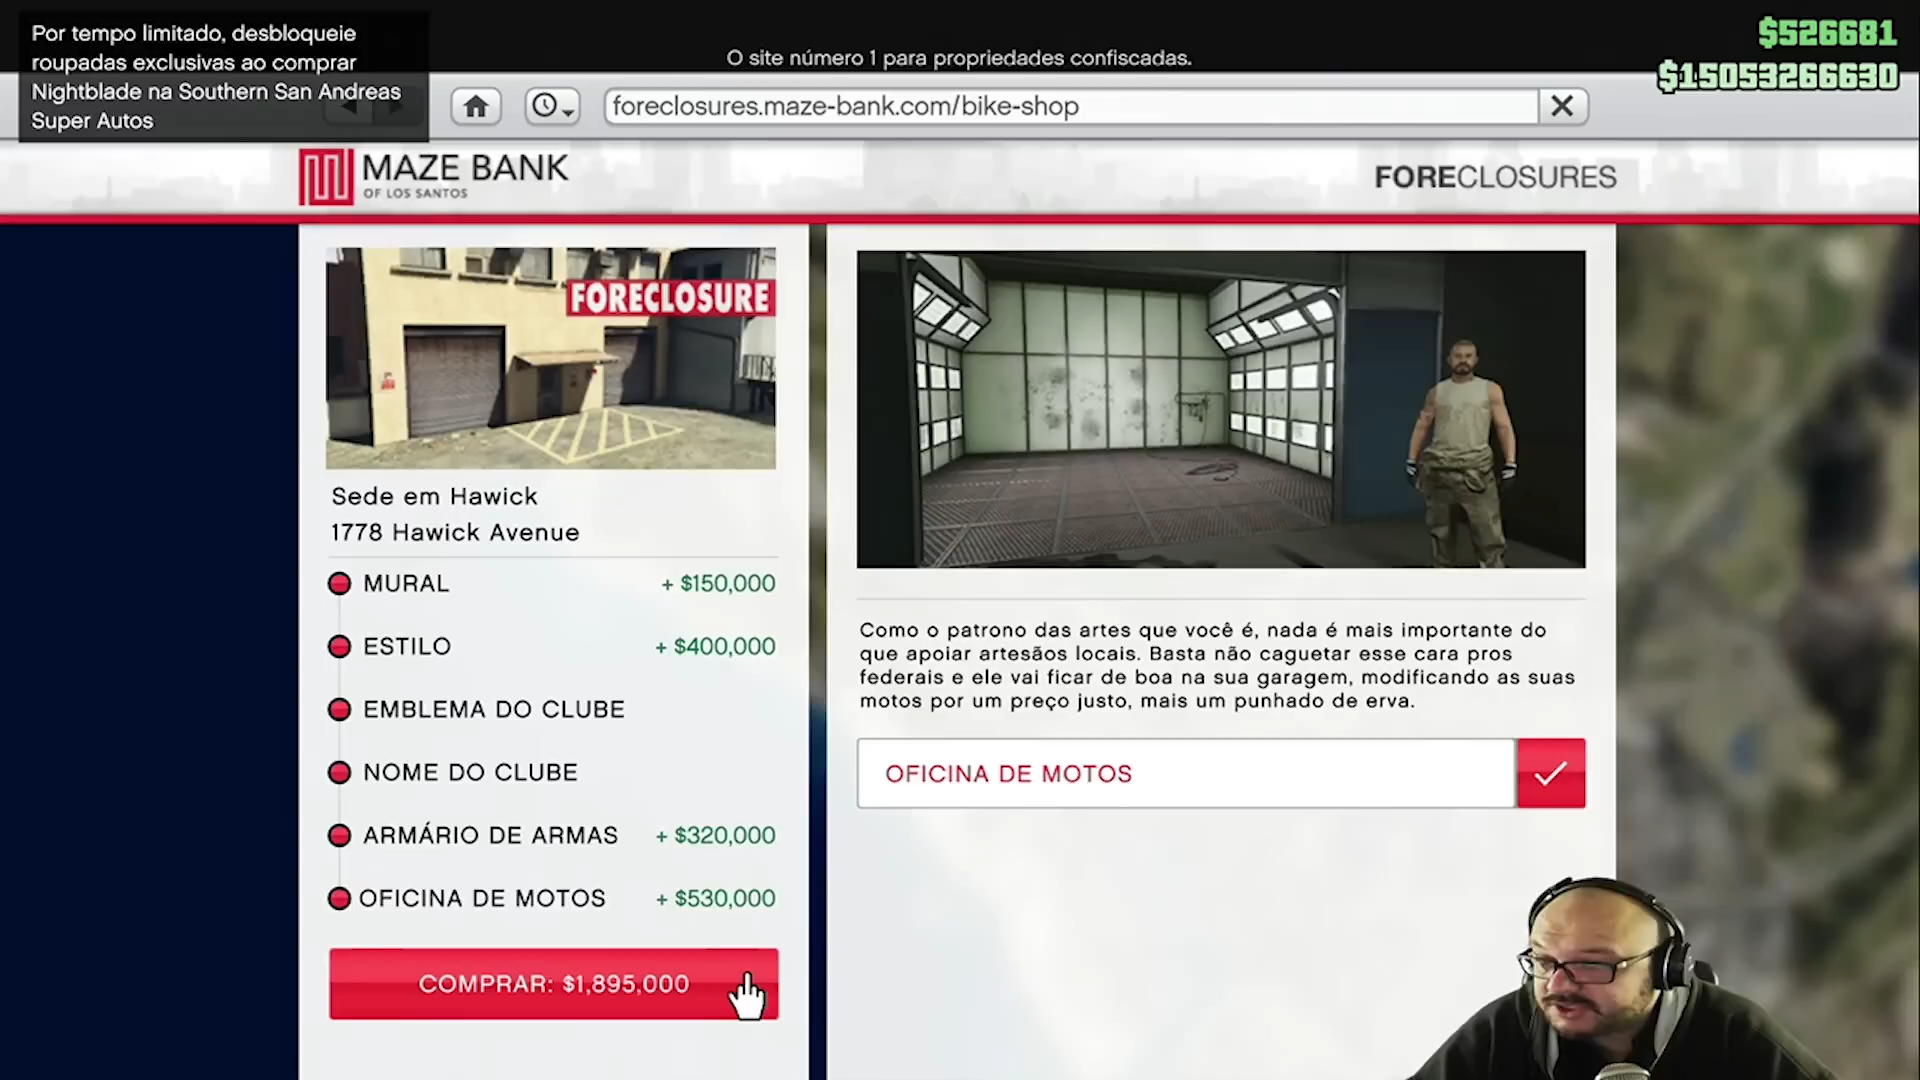 Por tempo limitado, desbloqueie
roupadas exclusivas ao comprar
Nightblade na Southern San Andreas
Super Autos
O site número 1 para propriedades confiscadas.
$526681
$15053266630
foreclosures.maze-bank.com/bike-shop
MAZE BANK
OF LOS SANTOS
FORECLOSURES
FORECLOSURE
Sede em Hawick
1778 Hawick Avenue
MURAL + $150,000
ESTILO + $400,000
EMBLEMA DO CLUBE
NOME DO CLUBE
ARMÁRIO DE ARMAS + $320,000
OFICINA DE MOTOS + $530,000
COMPRAR: $1,895,000
Como o patrono das artes que você é, nada é mais importante do
que apoiar artesãos locais. Basta não caguetar esse cara pros
federais e ele vai ficar de boa na sua garagem, modificando as suas
motos por um preço justo, mais um punhado de erva.
OFICINA DE MOTOS